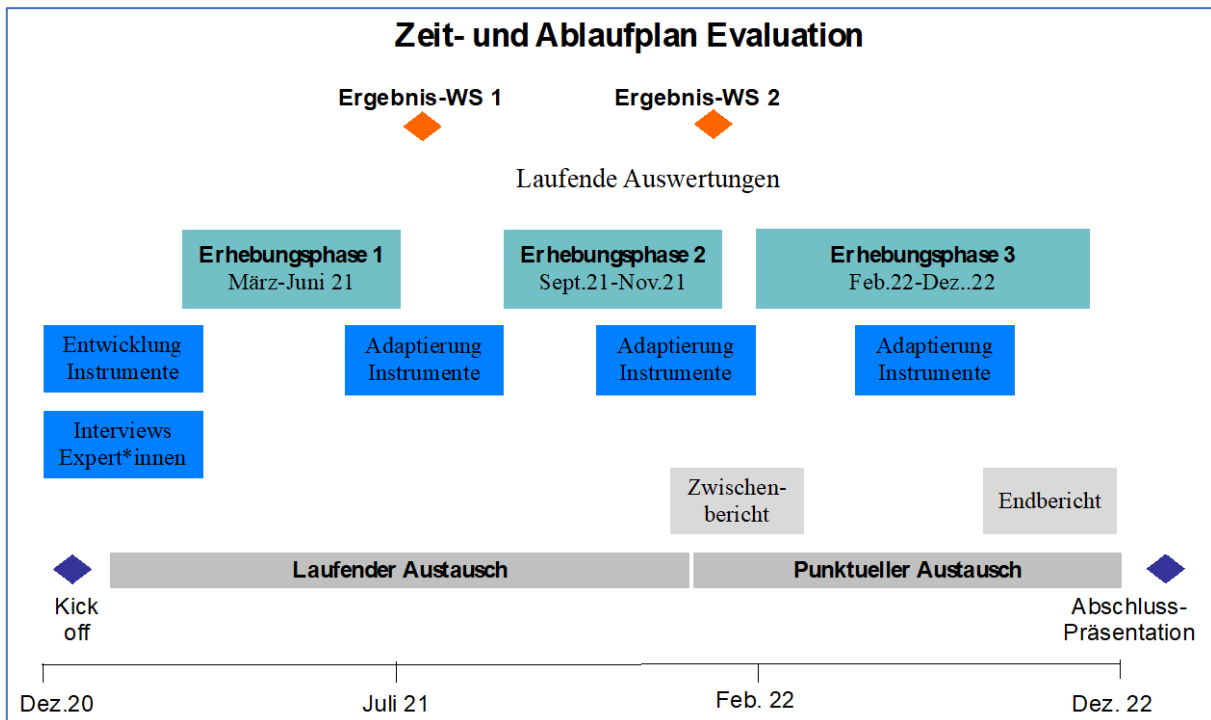 Zeit- und Ablaufplan Evaluation
Ergebnis-WS 1
Ergebnis-WS 2
Laufende Auswertungen
Erhebungsphase 1
März-Juni 21
Erhebungsphase 2
Sept.21-Nov.21
Erhebungsphase 3
Feb.22-Dez..22
Entwicklung
Instrumente
Adaptierung
Instrumente
Adaptierung
Instrumente
Adaptierung
Instrumente
Interviews
Expert*innen
Zwischen-
bericht
Endbericht
Laufender Austausch
Punktueller Austausch
Kick
off
Abschluss-
Präsentation
Dez.20
Juli 21
Feb. 22
Dez. 22